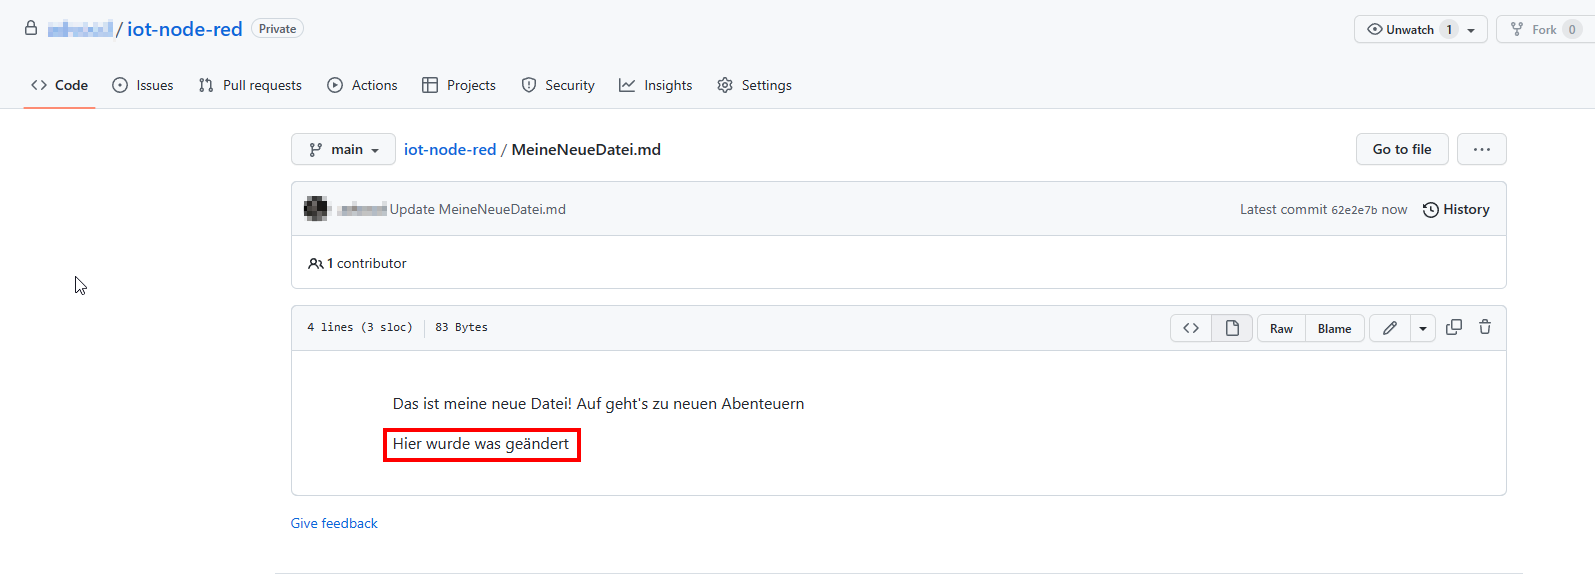 / iot-node-red Private
Unwatch 1
Fork 0
Code Issues Pull requests Actions Projects Security Insights Settings
main iot-node-red / MeineNeueDatei.md
Go to file ...
Update MeineNeueDatei.md
Latest commit 62e2e7b now History
1 contributor
4 lines (3 sloc) 83 Bytes
<> Raw Blame
Das ist meine neue Datei! Auf geht's zu neuen Abenteuern
Hier wurde was geändert
Give feedback